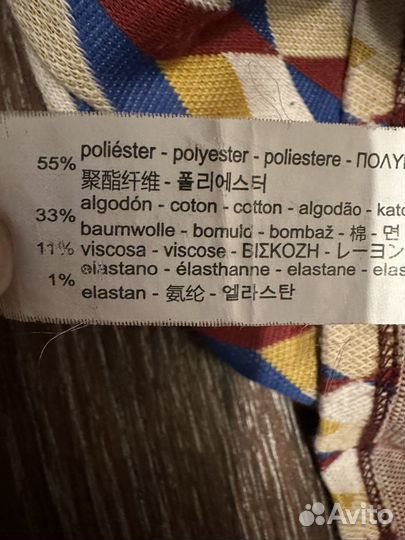 55% poliéster - polyester - poliestere - ΠΟΛΥ
聚酯纤维 - 폴리에스터
33% algodón - coton - cotton - algodão - kato
baumwolle - bomuld - bombaž - 棉 - 면
11% viscosa - viscose - ΒΙΣΚΟΖΗ - レーヨン
1% elastano - élasthanne - elastane - elas
elastan - 氨纶 - 엘라스탄
Avito